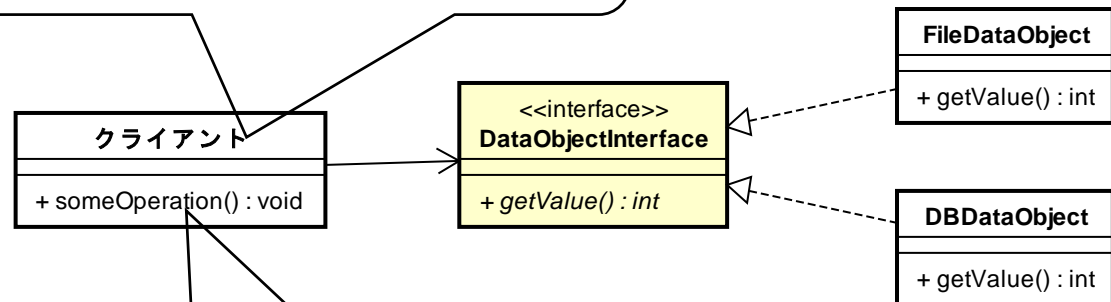 クライアント
+ someOperation() : void
<<interface>>
DataObjectInterface
+ getValue() : int
FileDataObject
+ getValue() : int
DBDataObject
+ getValue() : int